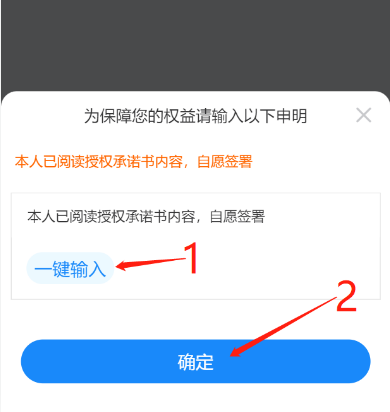 为保障您的权益请输入以下申明
本人已阅读授权承诺书内容，自愿签署
本人已阅读授权承诺书内容，自愿签署
一键输入
1
2
确定